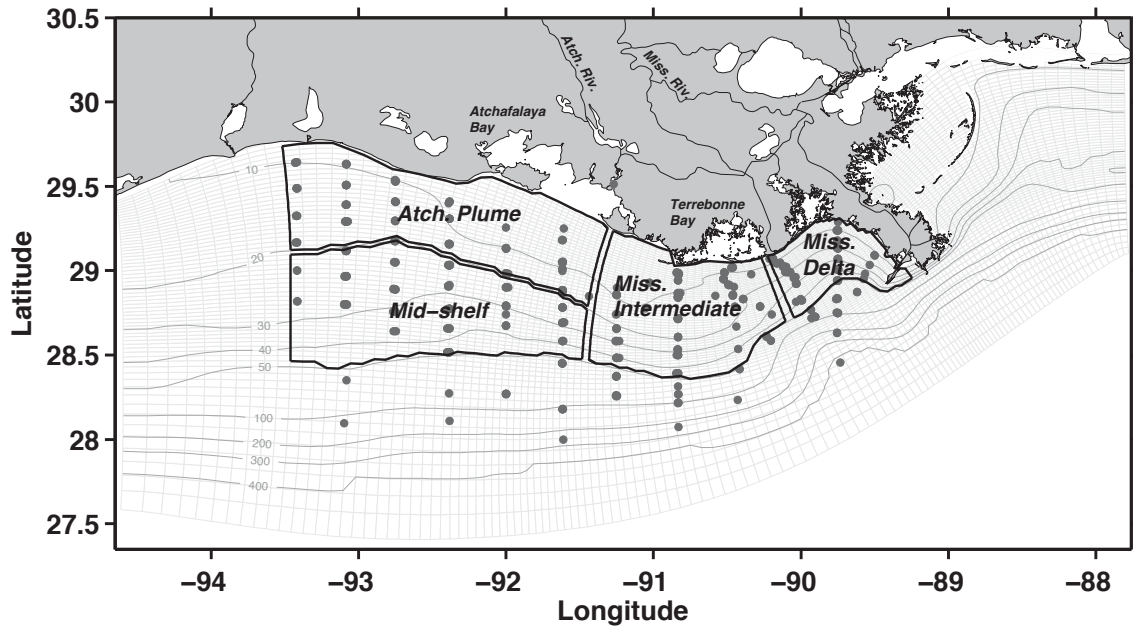 30.5
30
29.5
29
28.5
28
27.5
Latitude
Atch. Riv.
Miss. Riv.
Atchafalaya
Bay
Terrebonne
Bay
Atch. Plume
Mid–shelf
Miss.
Intermediate
Miss.
Delta
10
20
30
40
50
100
200
300
400
–94
–93
–92
–91
–90
–89
–88
Longitude